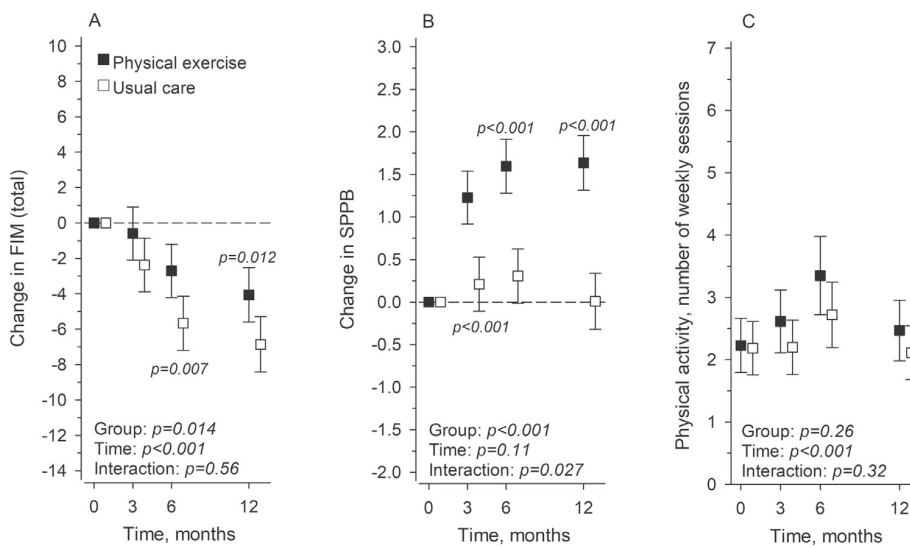 A
Change in FIM (total)
10
8
6
4
2
0
-2
-4
-6
-8
-10
-12
-14
Physical exercise
Usual care
p=0.012
p=0.007
Group: p=0.014
Time: p<0.001
Interaction: p=0.56
0 3 6 12
Time, months
B
Change in SPPB
3.0
2.5
2.0
1.5
1.0
0.5
0.0
-0.5
-1.0
-1.5
-2.0
p<0.001
p<0.001
p<0.001
Group: p<0.001
Time: p=0.11
Interaction: p=0.027
0 3 6 12
Time, months
C
Physical activity, number of weekly sessions
7
6
5
4
3
2
1
0
Group: p=0.26
Time: p<0.001
Interaction: p=0.32
0 3 6 12
Time, months